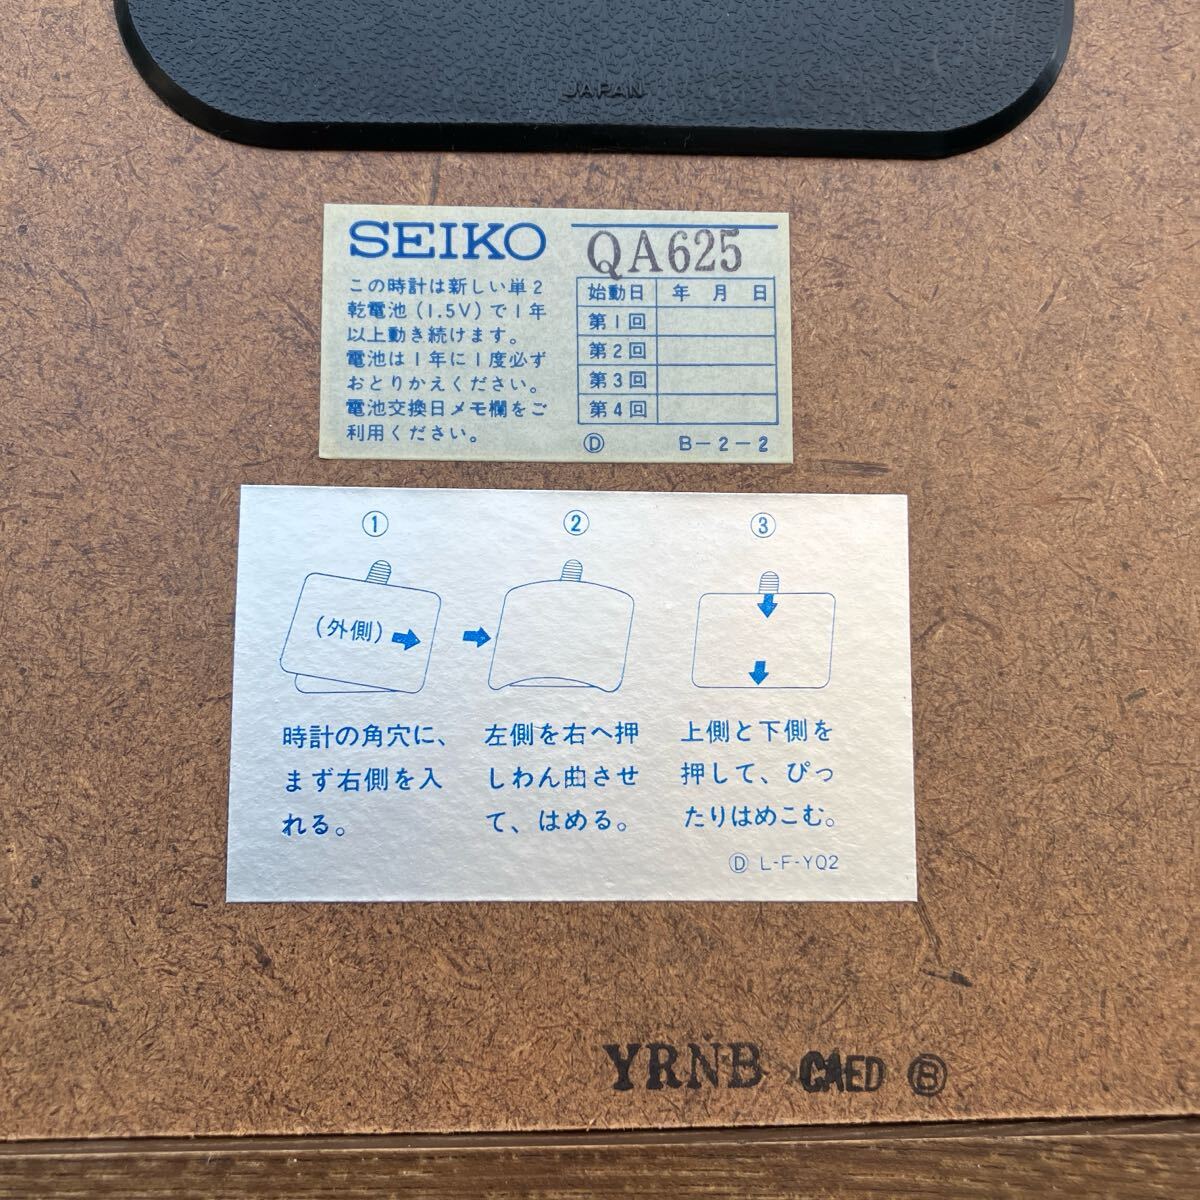 JAPAN
SEIKO
QA625
この時計は新しい単2
乾電池(1.5V)で1年
以上動き続けます。
電池は1年に1度必ず
おとりかえください。
電池交換日メモ欄をご
利用ください。
始動日 年 月 日
第1回
第2回
第3回
第4回
Ⓓ B-2-2
① ② ③
(外側)
時計の角穴に、
まず右側を入
れる。
左側を右へ押
しわん曲させ
て、はめる。
上側と下側を
押して、ぴっ
たりはめこむ。
Ⓓ L-F-YQ2
YRNB CAED Ⓑ